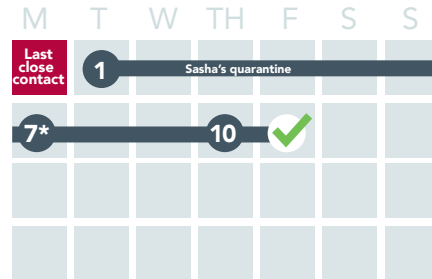 M T W TH F S S
Last
close
contact
1
Sasha's quarantine
7* 10